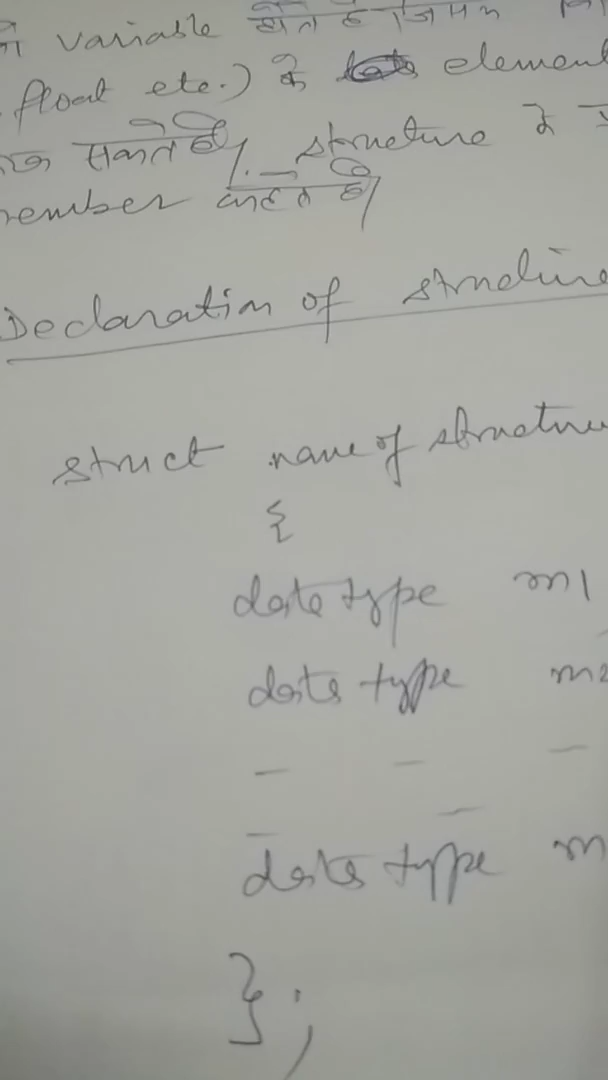 variable होते है जिसमें
float etc.) के element
सकते है। structure के
member कहते है।
Declaration of structure
struct name of structure
{
data type m1
data type m2
— — —
— —
data type m
};